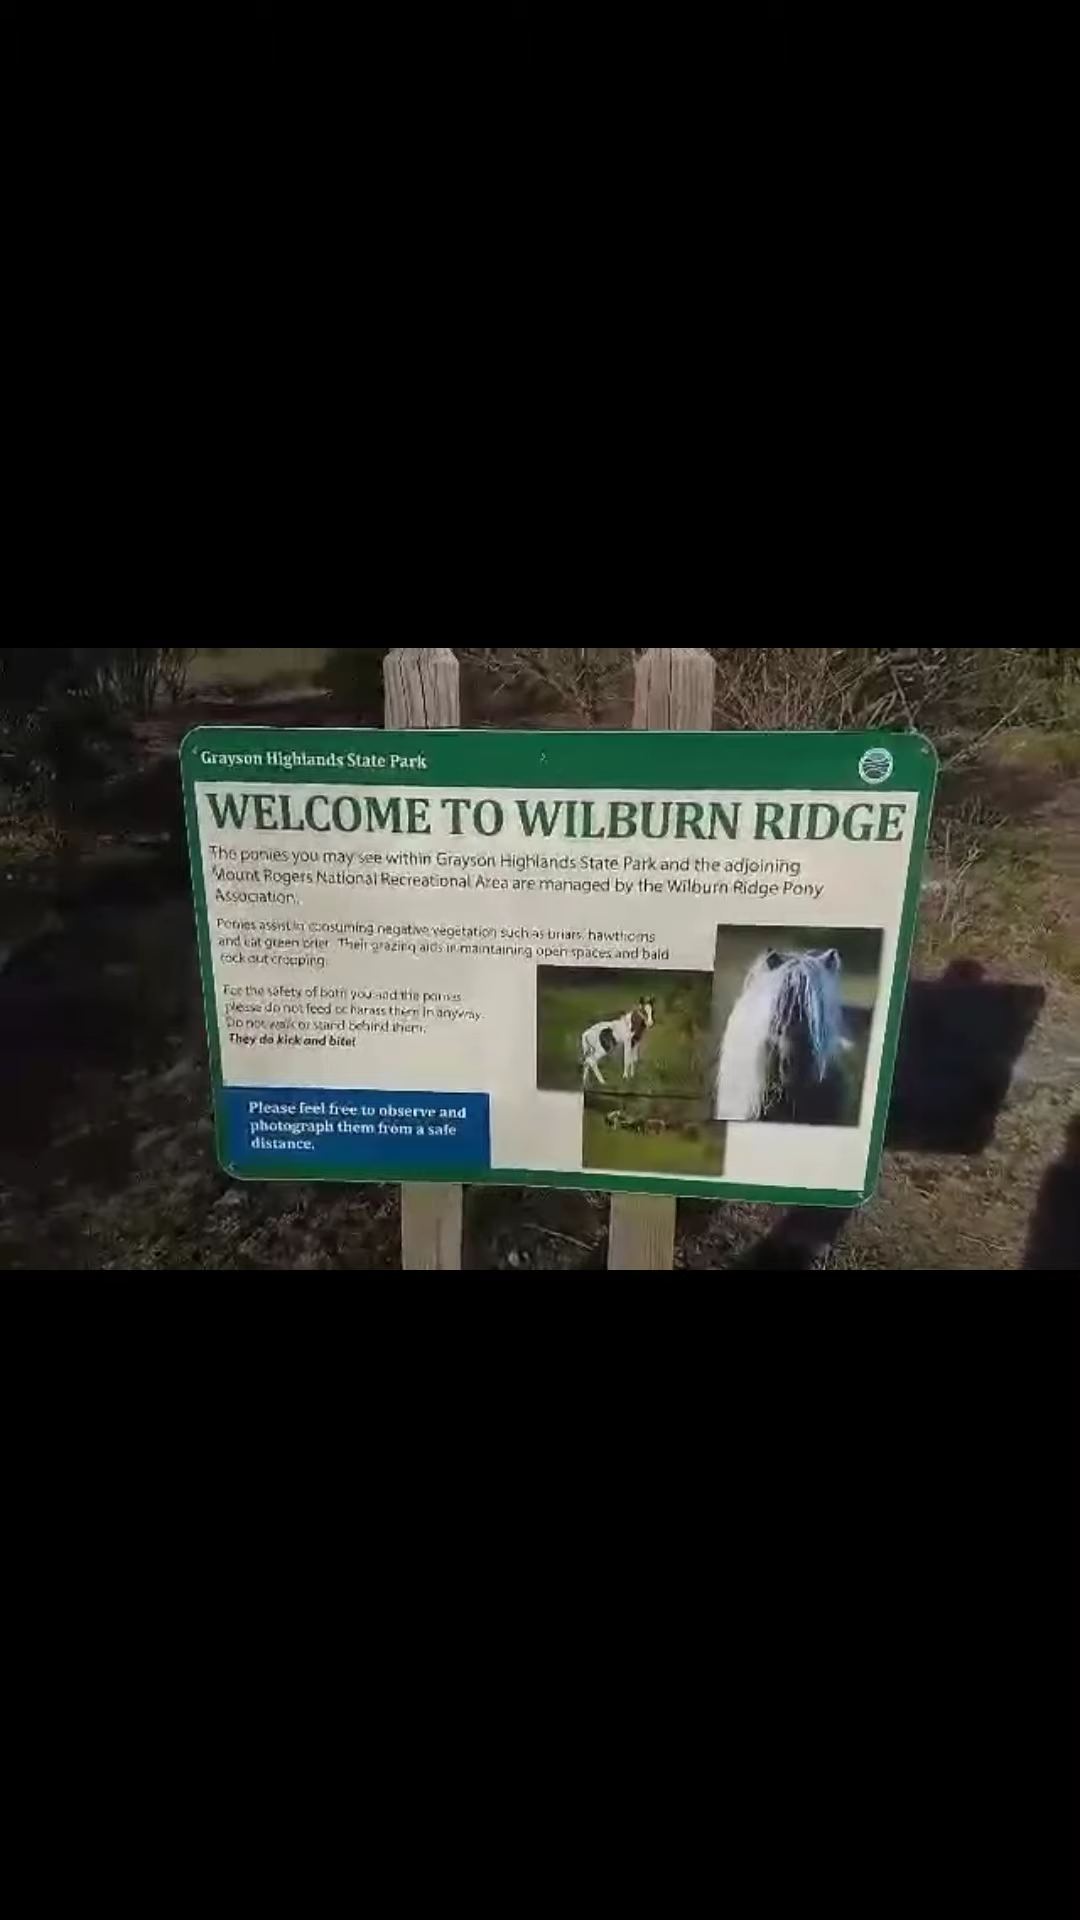 Grayson Highlands State Park
WELCOME TO WILBURN RIDGE
The ponies you may see within Grayson Highlands State Park and the adjoining
Mount Rogers National Recreational Area are managed by the Wilburn Ridge Pony
Association.
Ponies assist in consuming negative vegetation such as briars, hawthorns
and eat green brier. Their grazing aids in maintaining open spaces and bald
rock out cropping.
For the safety of both you and the ponies
please do not feed or harass them in anyway.
Do not walk or stand behind them.
They do kick and bite!
Please feel free to observe and
photograph them from a safe
distance.